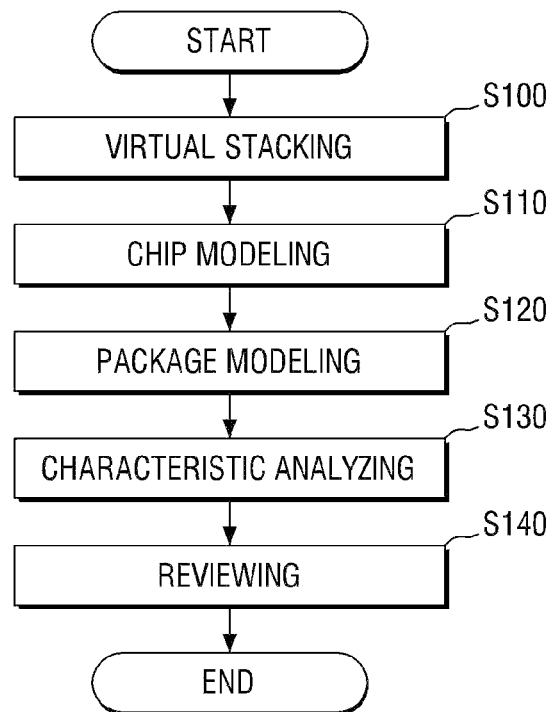 START
S100
VIRTUAL STACKING
S110
CHIP MODELING
S120
PACKAGE MODELING
S130
CHARACTERISTIC ANALYZING
S140
REVIEWING
END